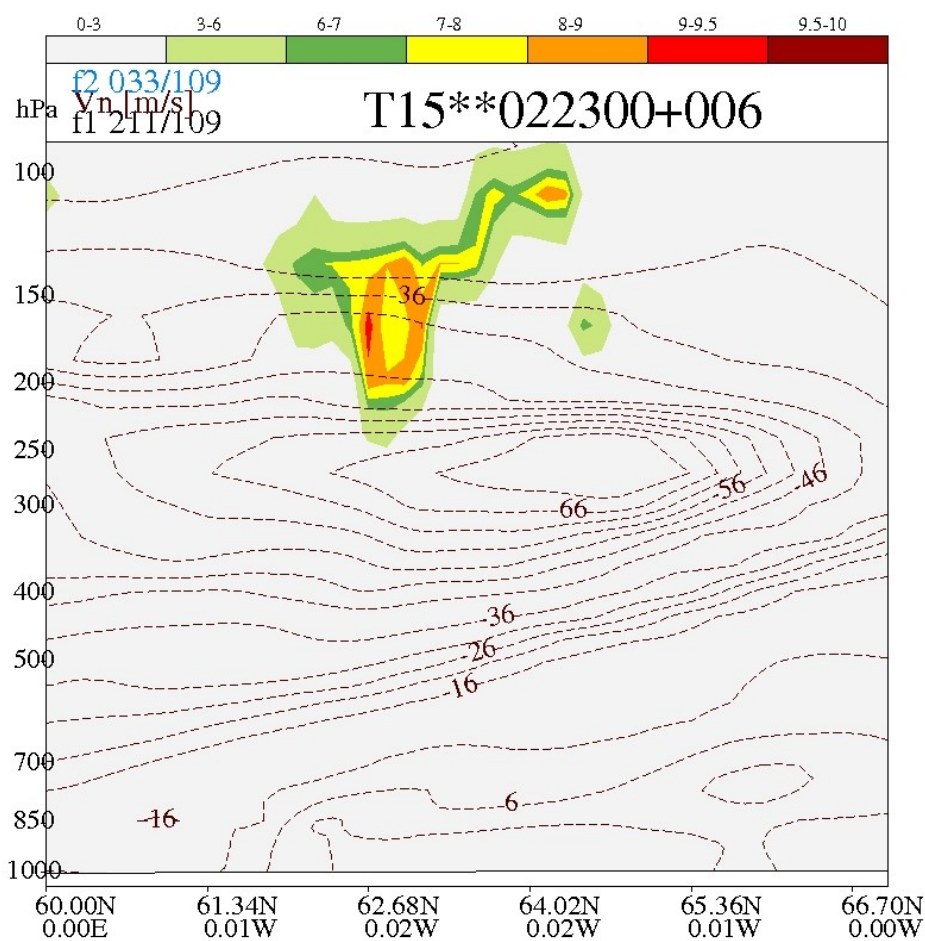 0-3 3-6 6-7 7-8 8-9 9-9.5 9.5-10
f2 033/109
hPa Vn [m/s] T15**022300+006
f1 211/109
100
150 -36
200
250
-46
-56
300 66
400
-36
-26
500
-16
700
6
850 -16
1000
60.00N 61.34N 62.68N 64.02N 65.36N 66.70N
0.00E 0.01W 0.02W 0.02W 0.01W 0.00W